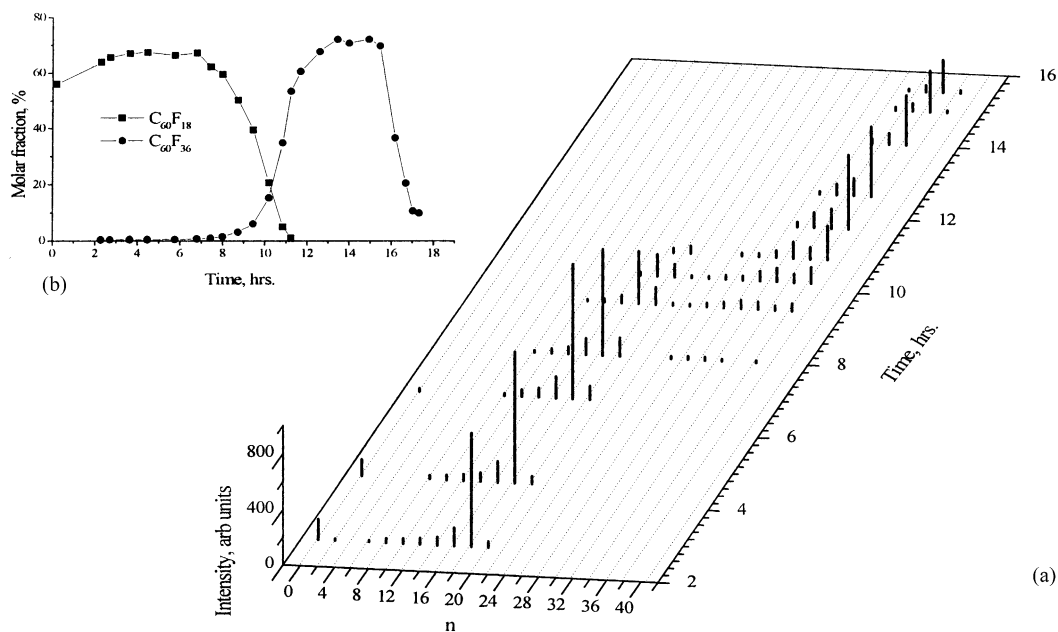 80
60
40
20
0
Molar fraction, %
C60F18
C60F36
0 2 4 6 8 10 12 14 16 18
Time, hrs.
(b)
16
14
12
10
8
6
4
2
Time, hrs.
800
400
0
Intensity, arb units
0 4 8 12 16 20 24 28 32 36 40
n
(a)